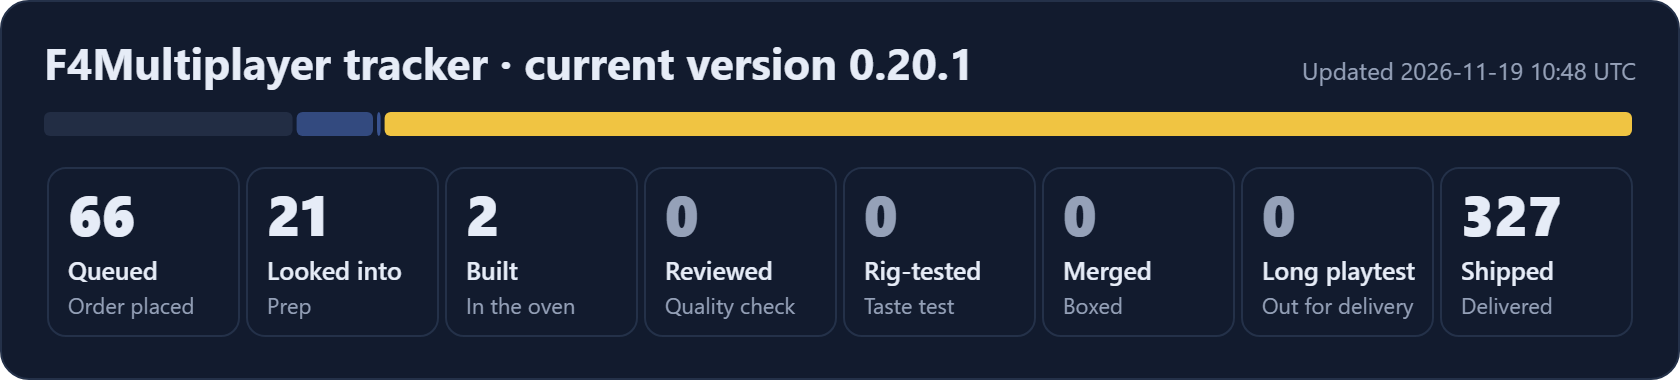 F4Multiplayer tracker · current version 0.20.1
Updated 2026-11-19 10:48 UTC
66
Queued
Order placed
21
Looked into
Prep
2
Built
In the oven
0
Reviewed
Quality check
0
Rig-tested
Taste test
0
Merged
Boxed
0
Long playtest
Out for delivery
327
Shipped
Delivered